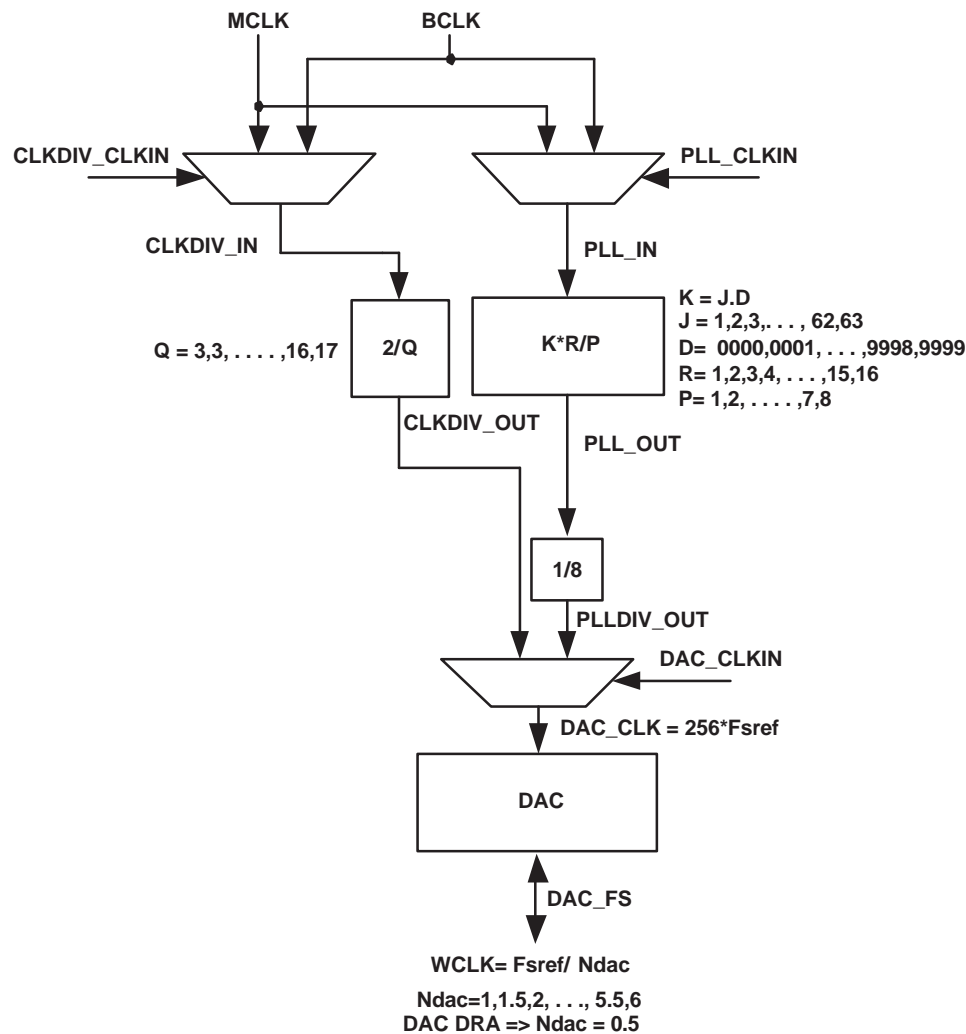 MCLK
BCLK
CLKDIV_CLKIN
PLL_CLKIN
CLKDIV_IN
PLL_IN
Q = 3,3, . . . . ,16,17
2/Q
K*R/P
K = J.D
J = 1,2,3,. . . , 62,63
D= 0000,0001, . . . ,9998,9999
R= 1,2,3,4, . . . ,15,16
P= 1,2, . . . . ,7,8
CLKDIV_OUT
PLL_OUT
1/8
PLLDIV_OUT
DAC_CLKIN
DAC_CLK = 256*Fsref
DAC
DAC_FS
WCLK= Fsref/ Ndac
Ndac=1,1.5,2, . . ., 5.5,6
DAC DRA => Ndac = 0.5